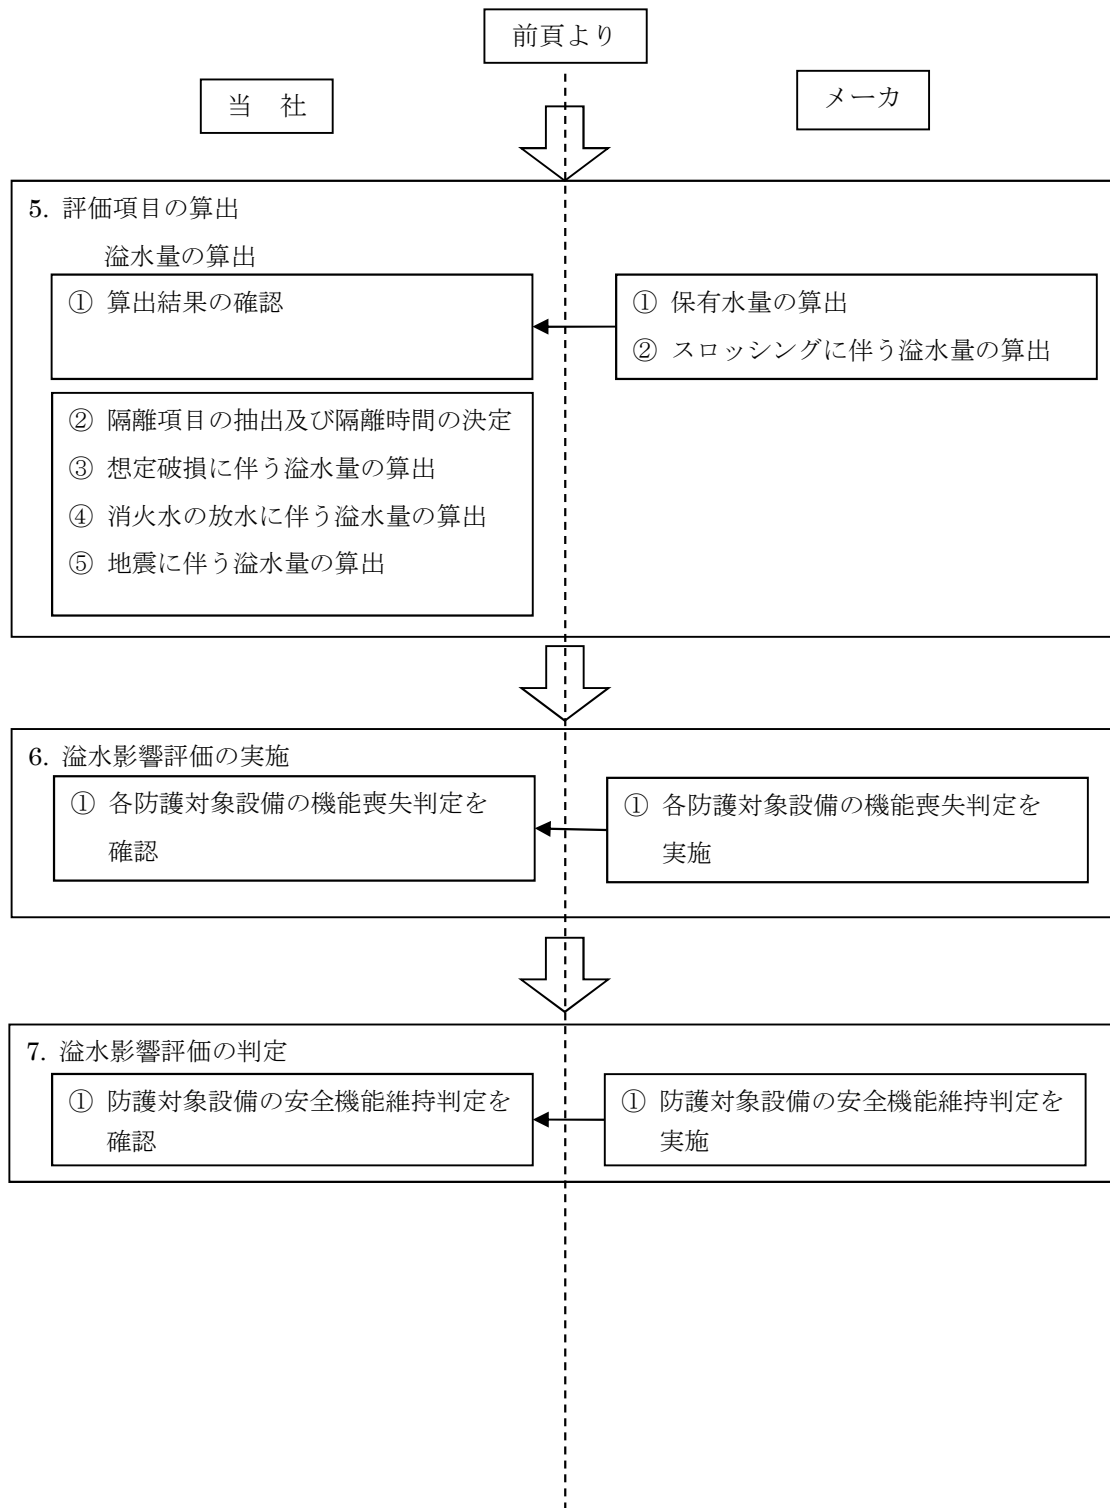 前頁より
当　社
メーカ
5. 評価項目の算出
溢水量の算出
① 算出結果の確認
① 保有水量の算出
② スロッシングに伴う溢水量の算出
② 隔離項目の抽出及び隔離時間の決定
③ 想定破損に伴う溢水量の算出
④ 消火水の放水に伴う溢水量の算出
⑤ 地震に伴う溢水量の算出
6. 溢水影響評価の実施
① 各防護対象設備の機能喪失判定を
確認
① 各防護対象設備の機能喪失判定を
実施
7. 溢水影響評価の判定
① 防護対象設備の安全機能維持判定を
確認
① 防護対象設備の安全機能維持判定を
実施